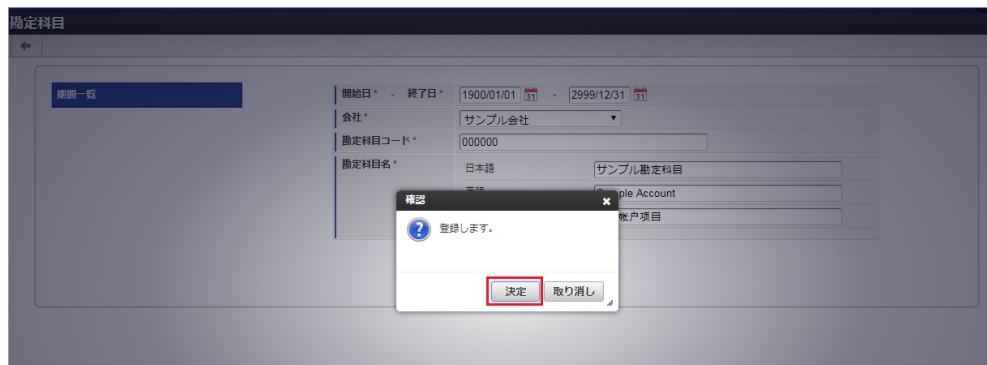 勘定科目
期間一覧
開始日* - 終了日* 1900/01/01 31 - 2999/12/31 31
会社* サンプル会社
勘定科目コード* 000000
勘定科目名* 日本語 サンプル勘定科目
ple Account
帐户项目
確認
登録します。
決定 取り消し